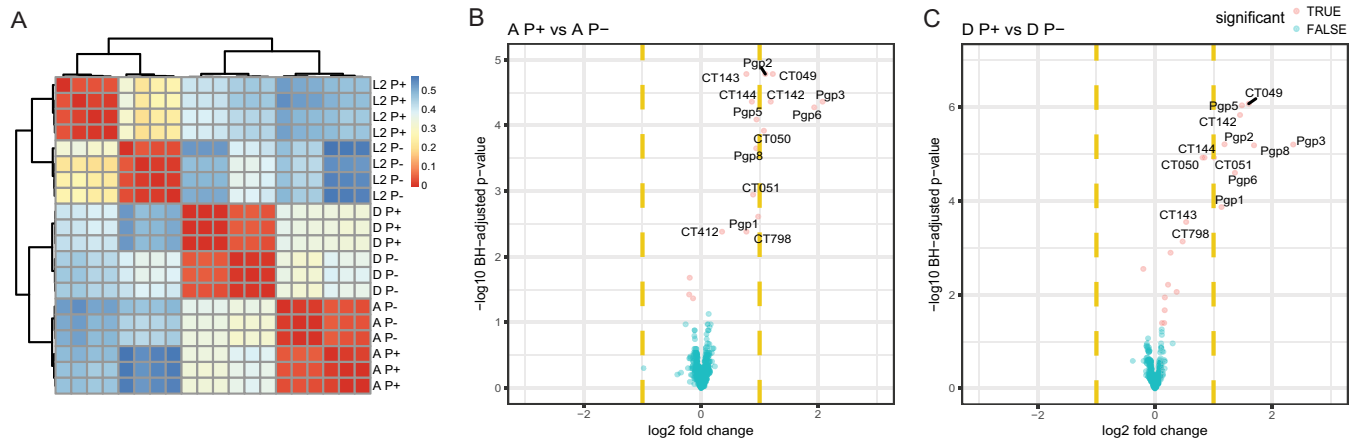 A
L2 P+
L2 P+
L2 P+
L2 P+
L2 P-
L2 P-
L2 P-
L2 P-
D P+
D P+
D P+
D P-
D P-
D P-
A P-
A P-
A P-
A P+
A P+
A P+
0.5
0.4
0.3
0.2
0.1
0
B
A P+ vs A P−
−log10 BH−adjusted p−value
5
4
3
2
1
0
Pgp2
CT143
CT049
CT144
CT142
Pgp3
Pgp5
Pgp6
CT050
Pgp8
CT051
Pgp1
CT412
CT798
−2
0
2
log2 fold change
C
D P+ vs D P−
significant
TRUE
FALSE
−log10 BH−adjusted p−value
6
4
2
0
CT049
Pgp5
CT142
Pgp2
Pgp3
CT144
Pgp8
CT050
CT051
Pgp6
Pgp1
CT143
CT798
−2
0
2
log2 fold change